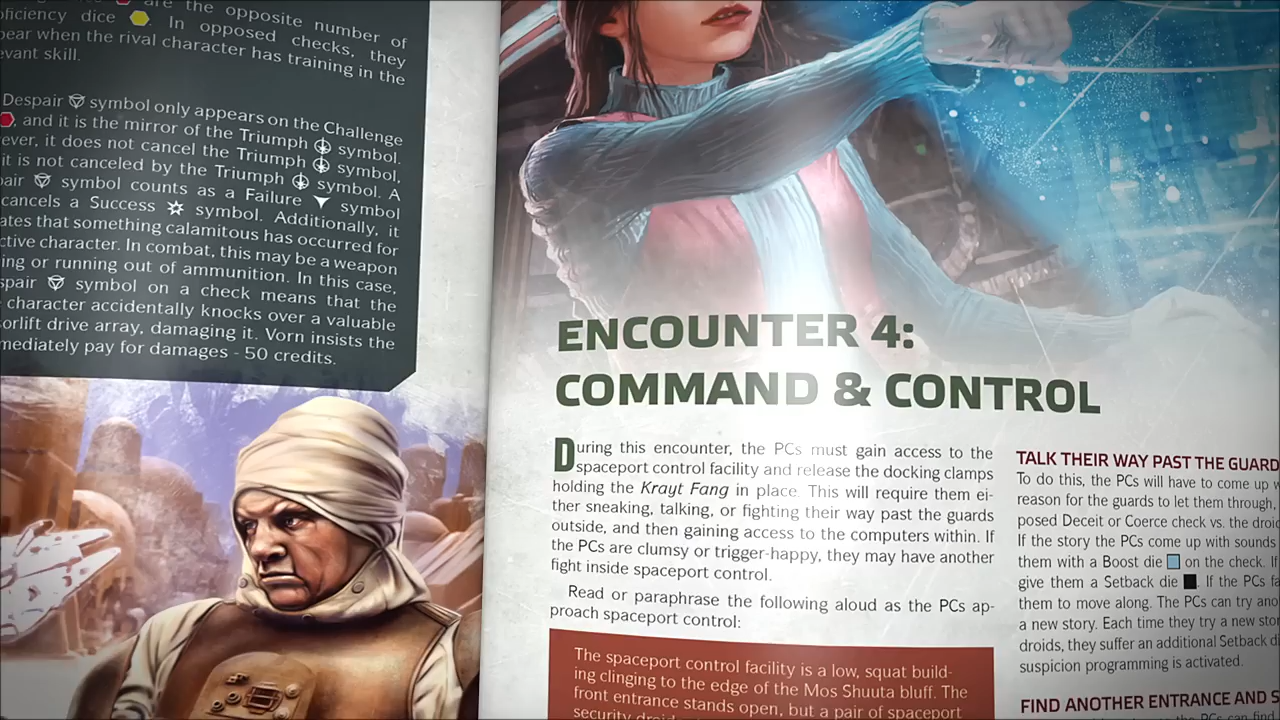 are the opposite number of
dice . In opposed checks, they
when the rival character has training in the
skill.
Despair symbol only appears on the Challenge
, and it is the mirror of the Triumph symbol.
it does not cancel the Triumph symbol,
it is not canceled by the Triumph symbol. A
symbol counts as a Failure symbol
cancels a Success symbol. Additionally, it
that something calamitous has occurred for
character. In combat, this may be a weapon
or running out of ammunition. In this case,
symbol on a check means that the
character accidentally knocks over a valuable
drive array, damaging it. Vorn insists the
pay for damages - 50 credits.
ENCOUNTER 4:
COMMAND & CONTROL
During this encounter, the PCs must gain access to the
spaceport control facility and release the docking clamps
holding the Krayt Fang in place. This will require them ei-
ther sneaking, talking, or fighting their way past the guards
outside, and then gaining access to the computers within. If
the PCs are clumsy or trigger-happy, they may have another
fight inside spaceport control.
Read or paraphrase the following aloud as the PCs ap-
proach spaceport control:
The spaceport control facility is a low, squat build-
ing clinging to the edge of the Mos Shuuta bluff. The
front entrance stands open, but a pair of spaceport
security
TALK THEIR WAY PAST THE GUARD
To do this, the PCs will have to come up
reason for the guards to let them through,
posed Deceit or Coerce check vs. the
If the story the PCs come up with sounds
them with a Boost die on the check. If
give them a Setback die . If the PCs
them to move along. The PCs can try
a new story. Each time they try a new
droids, they suffer an additional Setback
suspicion programming is activated.
FIND ANOTHER ENTRANCE AND
the PCs can find